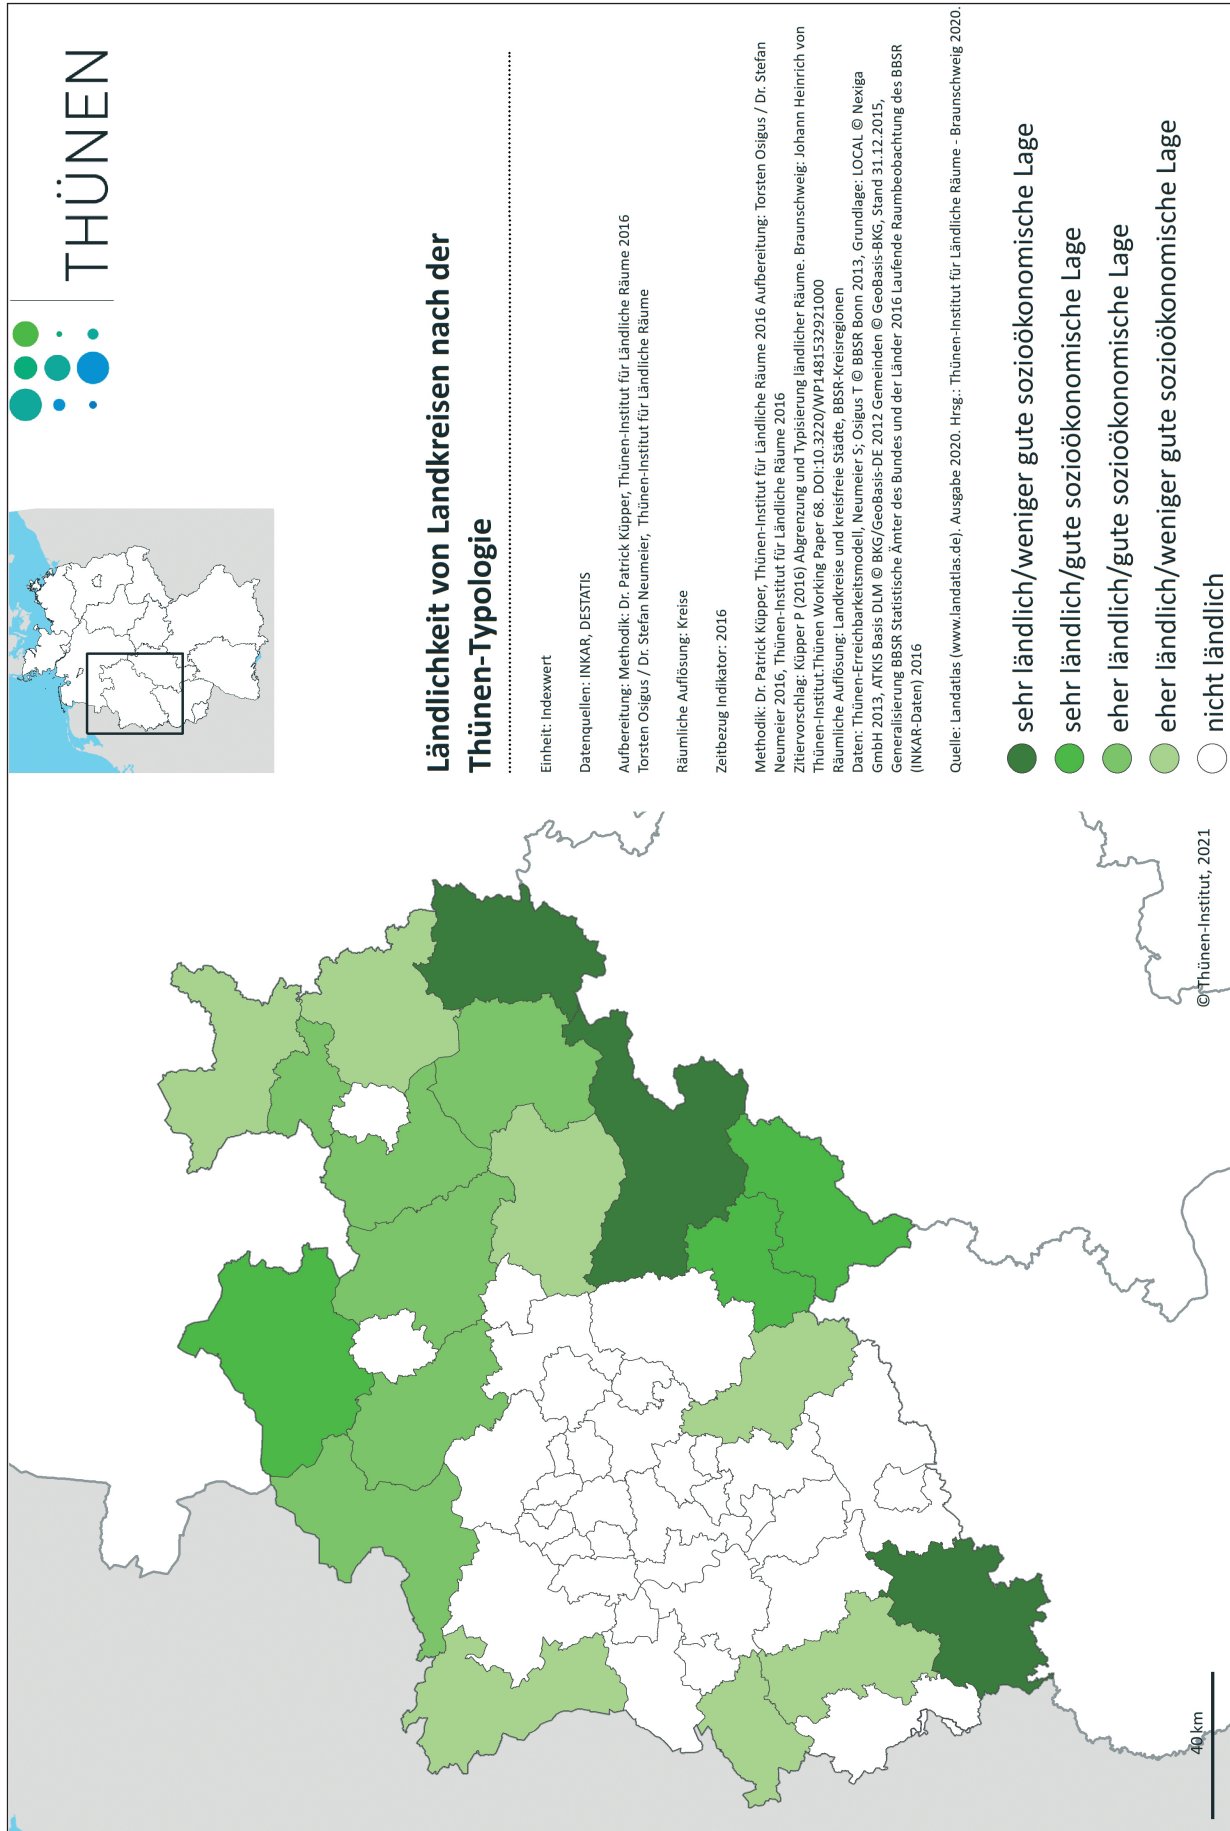 THÜNEN
Ländlichkeit von Landkreisen nach der
Thünen-Typologie
Einheit: Indexwert
Datenquellen: INKAR, DESTATIS
Aufbereitung: Methodik: Dr. Patrick Küpper, Thünen-Institut für Ländliche Räume 2016
Torsten Osigus / Dr. Stefan Neumeier, Thünen-Institut für Ländliche Räume
Räumliche Auflösung: Kreise
Zeitbezug Indikator: 2016
Methodik: Dr. Patrick Küpper, Thünen-Institut für Ländliche Räume 2016 Aufbereitung: Torsten Osigus / Dr. Stefan
Neumeier 2016, Thünen-Institut für Ländliche Räume 2016
Zitiervorschlag: Küpper P (2016) Abgrenzung und Typisierung ländlicher Räume. Braunschweig: Johann Heinrich von
Thünen-Institut.Thünen Working Paper 68. DOI:10.3220/WP1481532921000
Räumliche Auflösung: Landkreise und kreisfreie Städte, BBSR-Kreisregionen
Daten: Thünen-Erreichbarkeitsmodell, Neumeier S; Osigus T © BBSR Bonn 2013, Grundlage: LOCAL © Nexiga
GmbH 2013, ATKIS Basis DLM © BKG/GeoBasis-DE 2012 Gemeinden © GeoBasis-BKG, Stand 31.12.2015,
Generalisierung BBSR Statistische Ämter des Bundes und der Länder 2016 Laufende Raumbeobachtung des BBSR
(INKAR-Daten) 2016
Quelle: Landatlas (www.landatlas.de). Ausgabe 2020. Hrsg.: Thünen-Institut für Ländliche Räume - Braunschweig 2020.
sehr ländlich/weniger gute sozioökonomische Lage
sehr ländlich/gute sozioökonomische Lage
eher ländlich/gute sozioökonomische Lage
eher ländlich/weniger gute sozioökonomische Lage
nicht ländlich
40 km
© Thünen-Institut, 2021